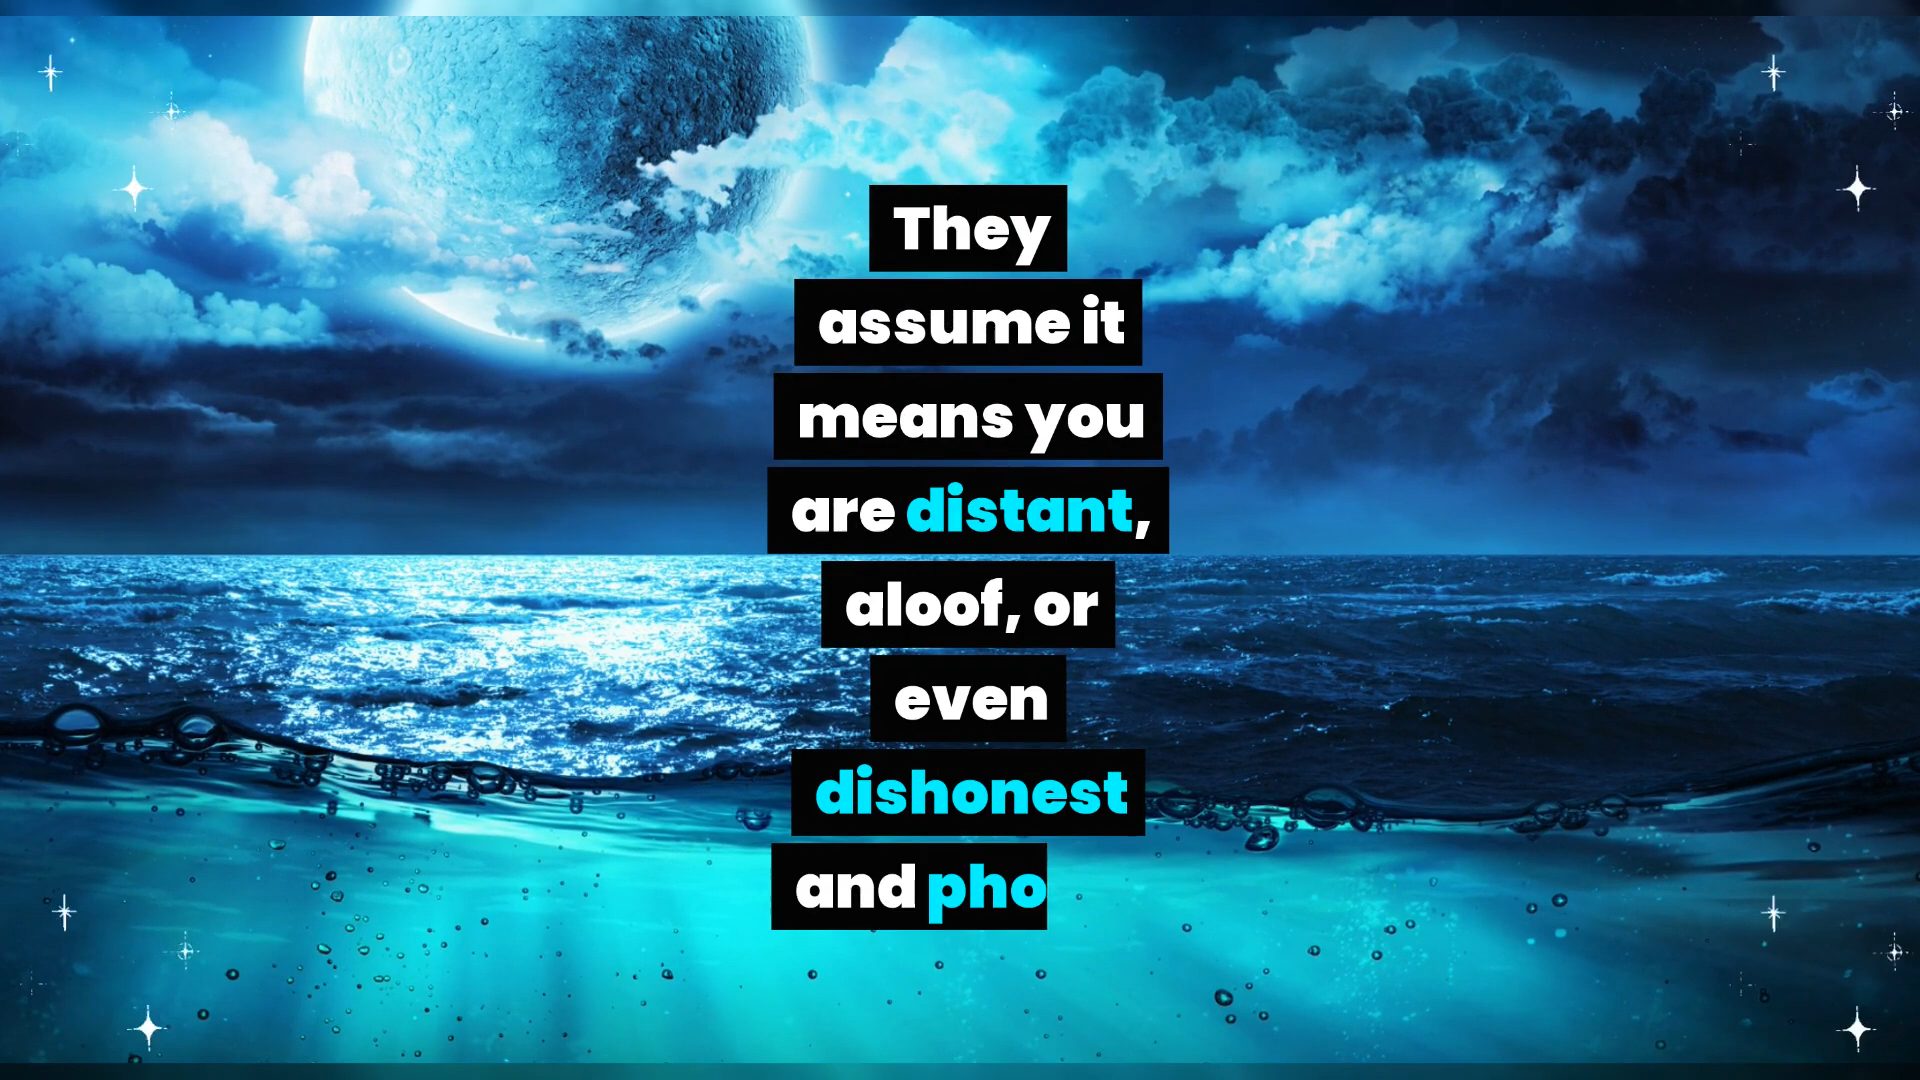 They
assume it
means you
are distant,
aloof, or
even
dishonest
and pho